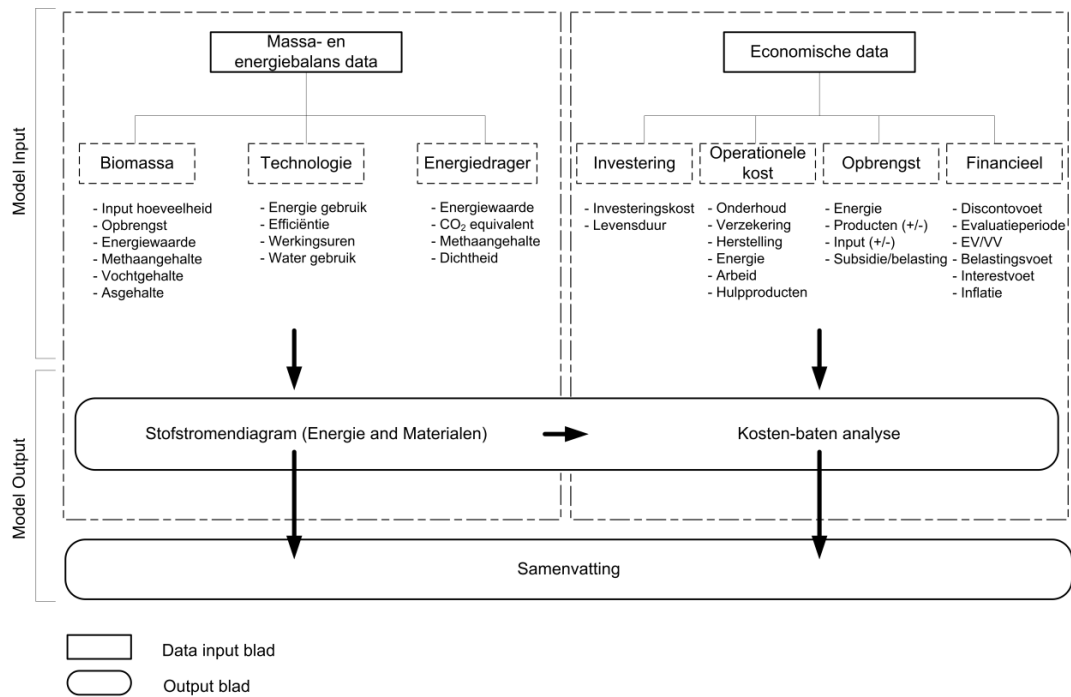 Model Input
Massa- en
energiebalans data
Biomassa
- Input hoeveelheid
- Opbrengst
- Energiewaarde
- Methaangehalte
- Vochtgehalte
- Asgehalte
Technologie
- Energie gebruik
- Efficiëntie
- Werkingsuren
- Water gebruik
Energiedrager
- Energiewaarde
- CO₂ equivalent
- Methaangehalte
- Dichtheid
Economische data
Investering
- Investeringskost
- Levensduur
Operationele
kost
- Onderhoud
- Verzekering
- Herstelling
- Energie
- Arbeid
- Hulpproducten
Opbrengst
- Energie
- Producten (+/-)
- Input (+/-)
- Subsidie/belasting
Financieel
- Discontovoet
- Evaluatieperiode
- EV/VV
- Belastingsvoet
- Interestvoet
- Inflatie
Model Output
Stofstromendiagram (Energie and Materialen)
Kosten-baten analyse
Samenvatting
Data input blad
Output blad